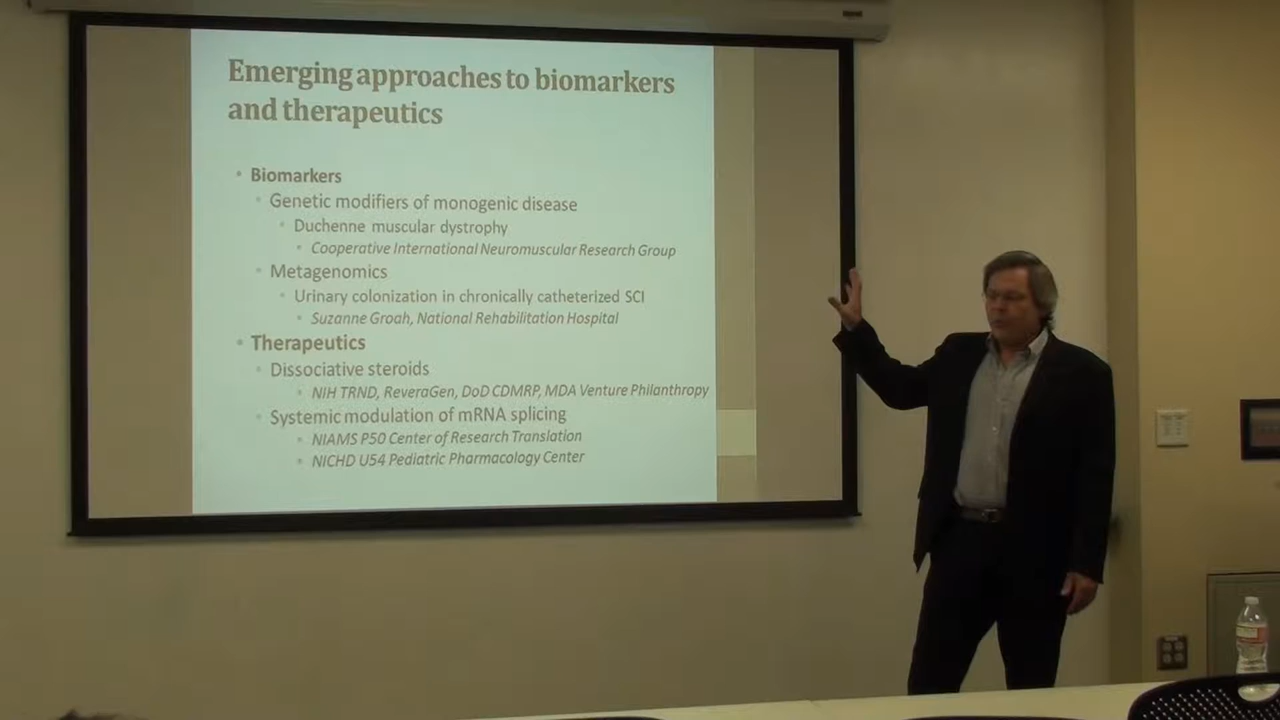 Emerging approaches to biomarkers
and therapeutics
• Biomarkers
• Genetic modifiers of monogenic disease
• Duchenne muscular dystrophy
• Cooperative International Neuromuscular Research Group
• Metagenomics
• Urinary colonization in chronically catheterized SCI
• Suzanne Groah, National Rehabilitation Hospital
• Therapeutics
• Dissociative steroids
• NIH TRND, ReveraGen, DoD CDMRP, MDA Venture Philanthropy
• Systemic modulation of mRNA splicing
• NIAMS P50 Center of Research Translation
• NICHD U54 Pediatric Pharmacology Center